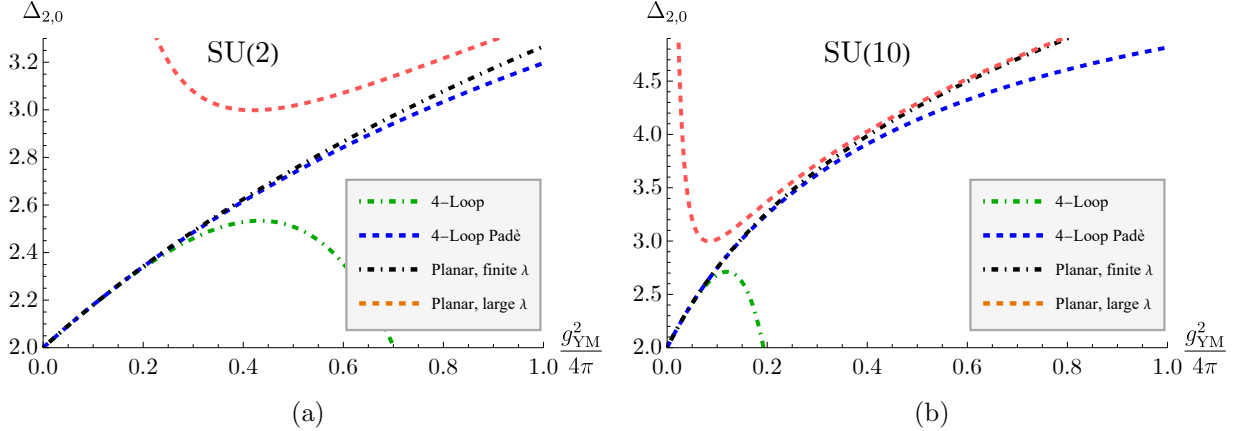 Δ2,0
SU(2)
3.2
3.0
2.8
2.6
2.4
2.2
2.0
0.0 0.2 0.4 0.6 0.8 1.0
g²YM/4π
4–Loop
4–Loop Padè
Planar, finite λ
Planar, large λ
(a)
Δ2,0
SU(10)
4.5
4.0
3.5
3.0
2.5
2.0
0.0 0.2 0.4 0.6 0.8 1.0
g²YM/4π
4–Loop
4–Loop Padè
Planar, finite λ
Planar, large λ
(b)